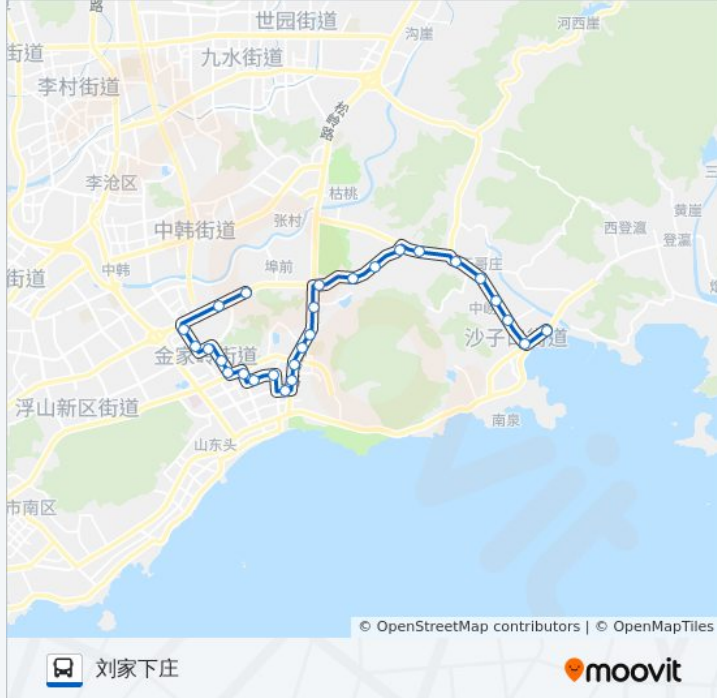 路
世园街道
河西崖
沟崖
街道
九水街道
李村街道
松岭路
李沧区
枯桃
黄崖
张村
西登瀛
中韩街道
登瀛
埠前
哥庄
中韩
街道
沙子口街道
金家岭街道
浮山新区街道
南泉
山东头
市南区
© OpenStreetMap contributors | © OpenMapTiles
刘家下庄
moovit